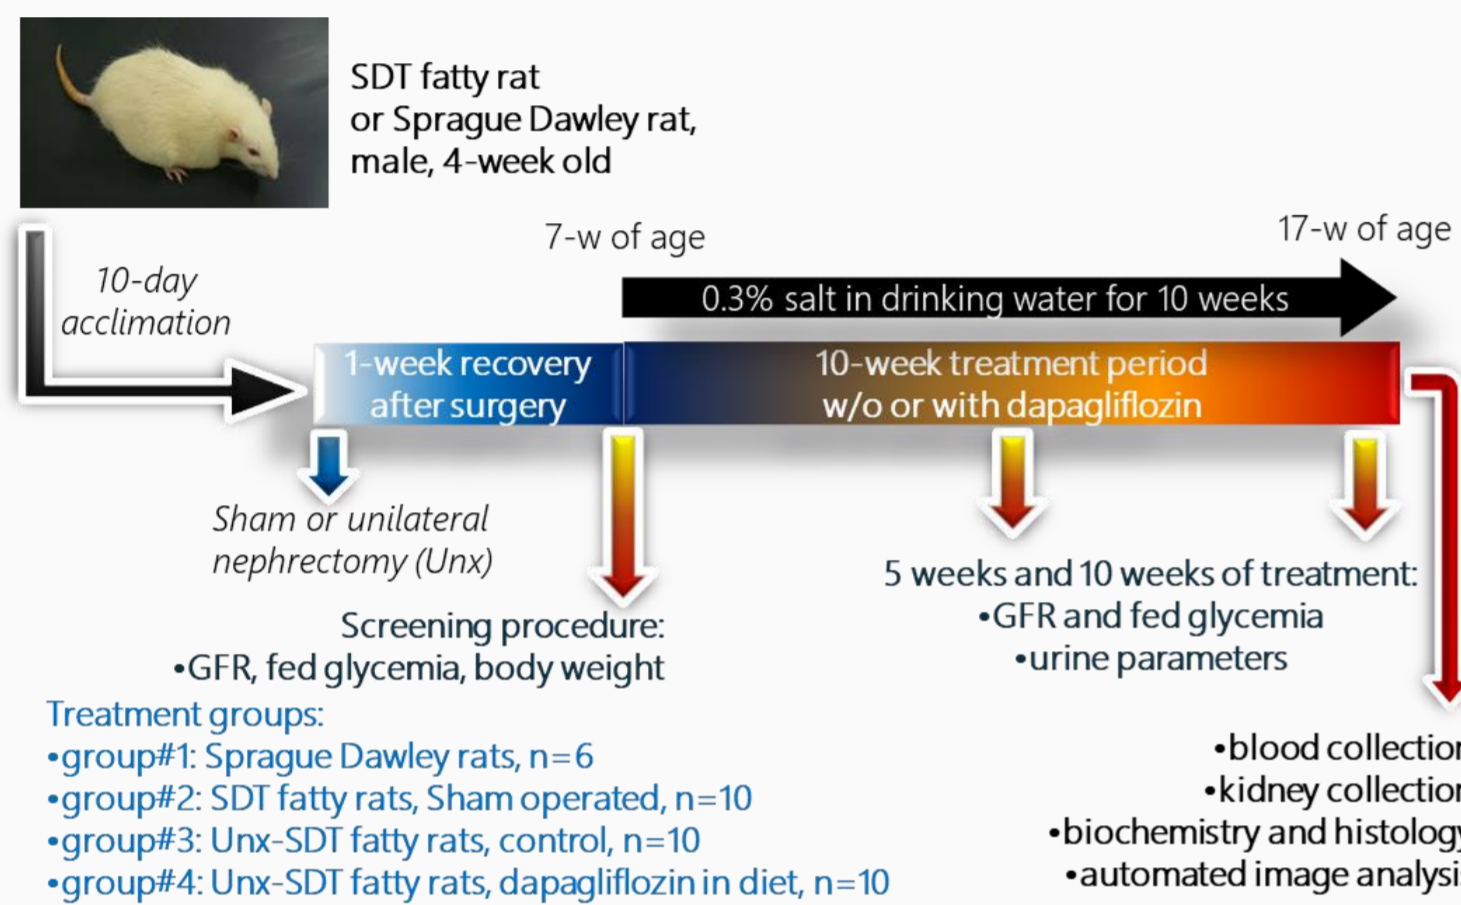 SDT fatty rat
or Sprague Dawley rat,
male, 4-week old
7-w of age
17-w of age
10-day
acclimation
0.3% salt in drinking water for 10 weeks
1-week recovery
after surgery
10-week treatment period
w/o or with dapagliflozin
Sham or unilateral
nephrectomy (Unx)
Screening procedure:
•GFR, fed glycemia, body weight
5 weeks and 10 weeks of treatment:
•GFR and fed glycemia
•urine parameters
Treatment groups:
•group#1: Sprague Dawley rats, n=6
•group#2: SDT fatty rats, Sham operated, n=10
•group#3: Unx-SDT fatty rats, control, n=10
•group#4: Unx-SDT fatty rats, dapagliflozin in diet, n=10
•blood collection
•kidney collection
•biochemistry and histology
•automated image analysis